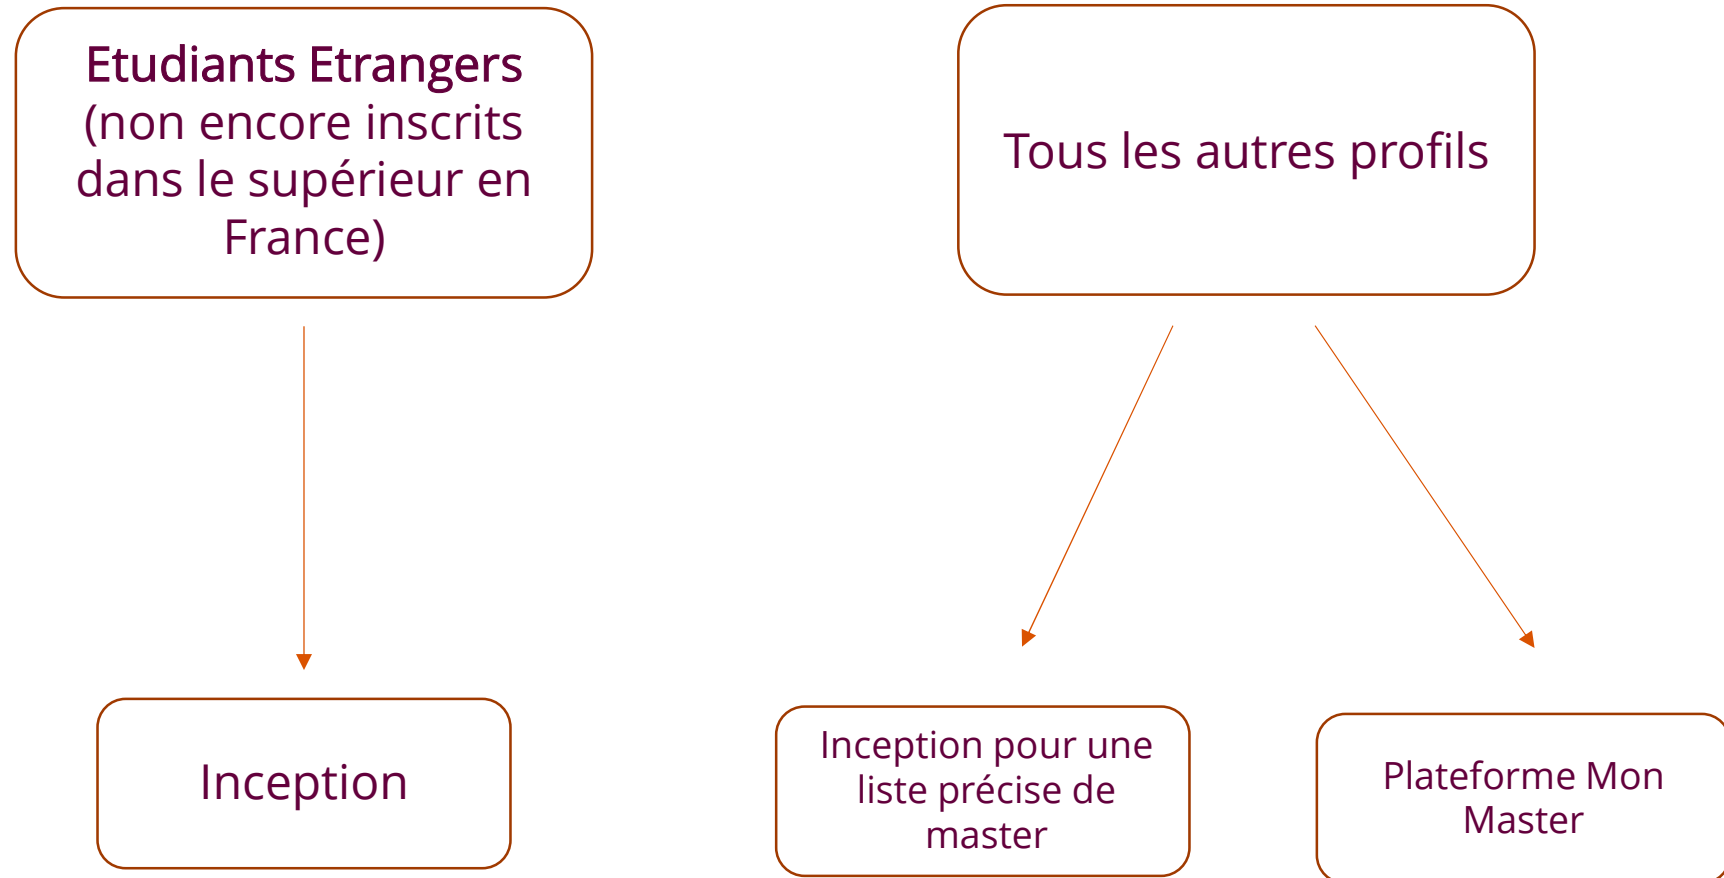 Etudiants Etrangers
(non encore inscrits
dans le supérieur en
France)
Tous les autres profils
Inception
Inception pour une
liste précise de
master
Plateforme Mon
Master